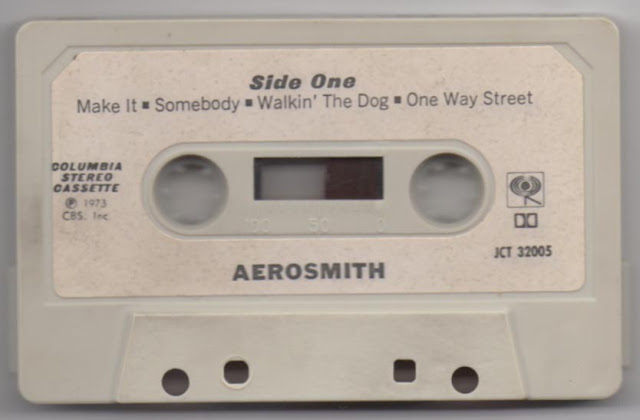 Side One
Make It ▪ Somebody ▪ Walkin' The Dog ▪ One Way Street
COLUMBIA
STEREO
CASSETTE
℗ 1973
CBS. Inc
100 50 0
JCT 32005
AEROSMITH